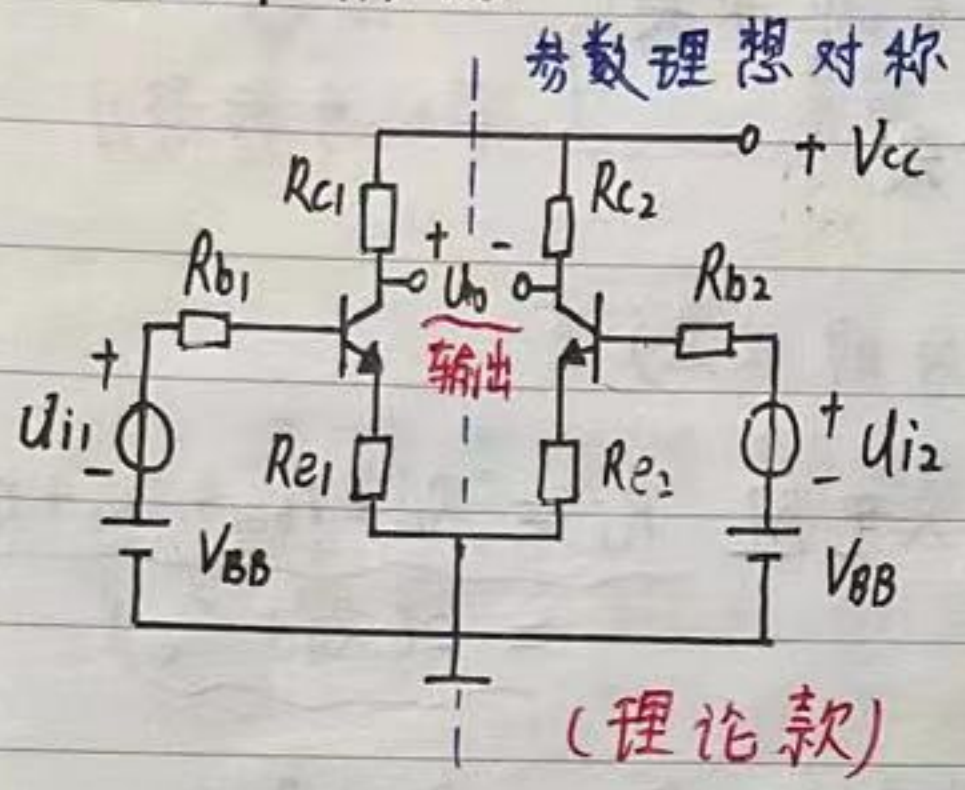 参数理想对称
+ Vcc
Rc1
Rc2
+ -
Rb1
uo
Rb2
输出
+
ui1
-
Re1
Re2
+
ui2
-
VBB
VBB
(理论款)